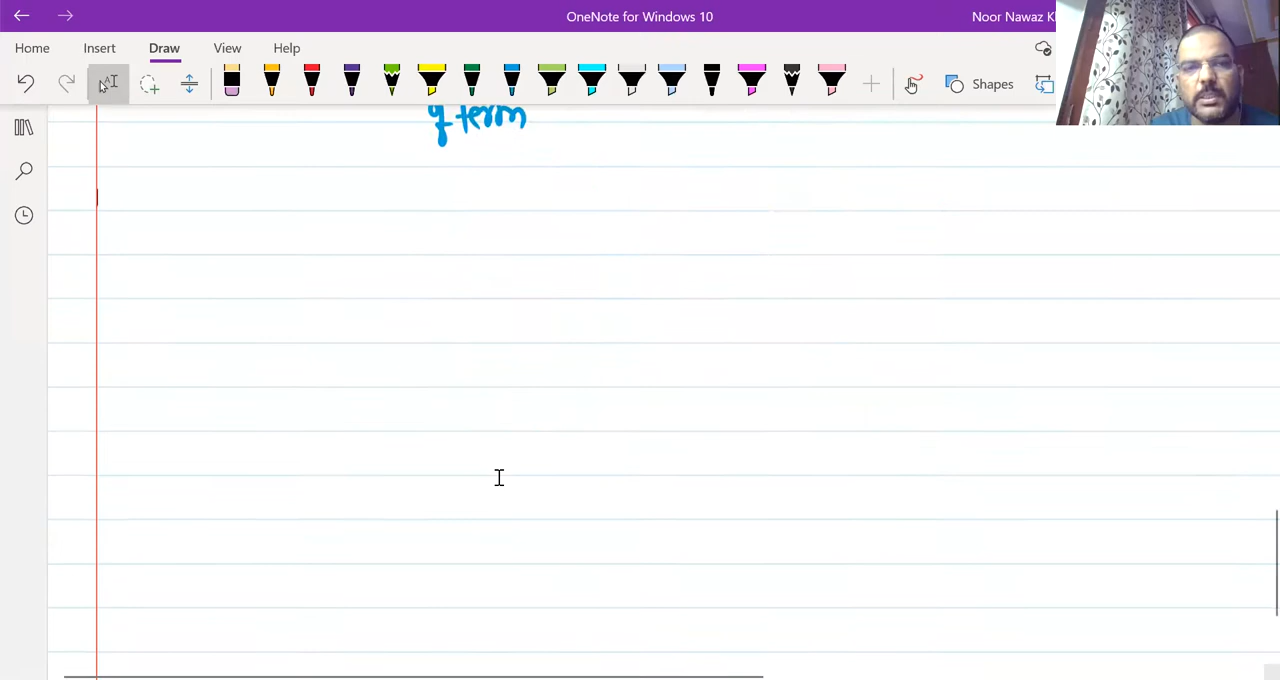 OneNote for Windows 10
Noor Nawaz
Home Insert Draw View Help
Shapes
term